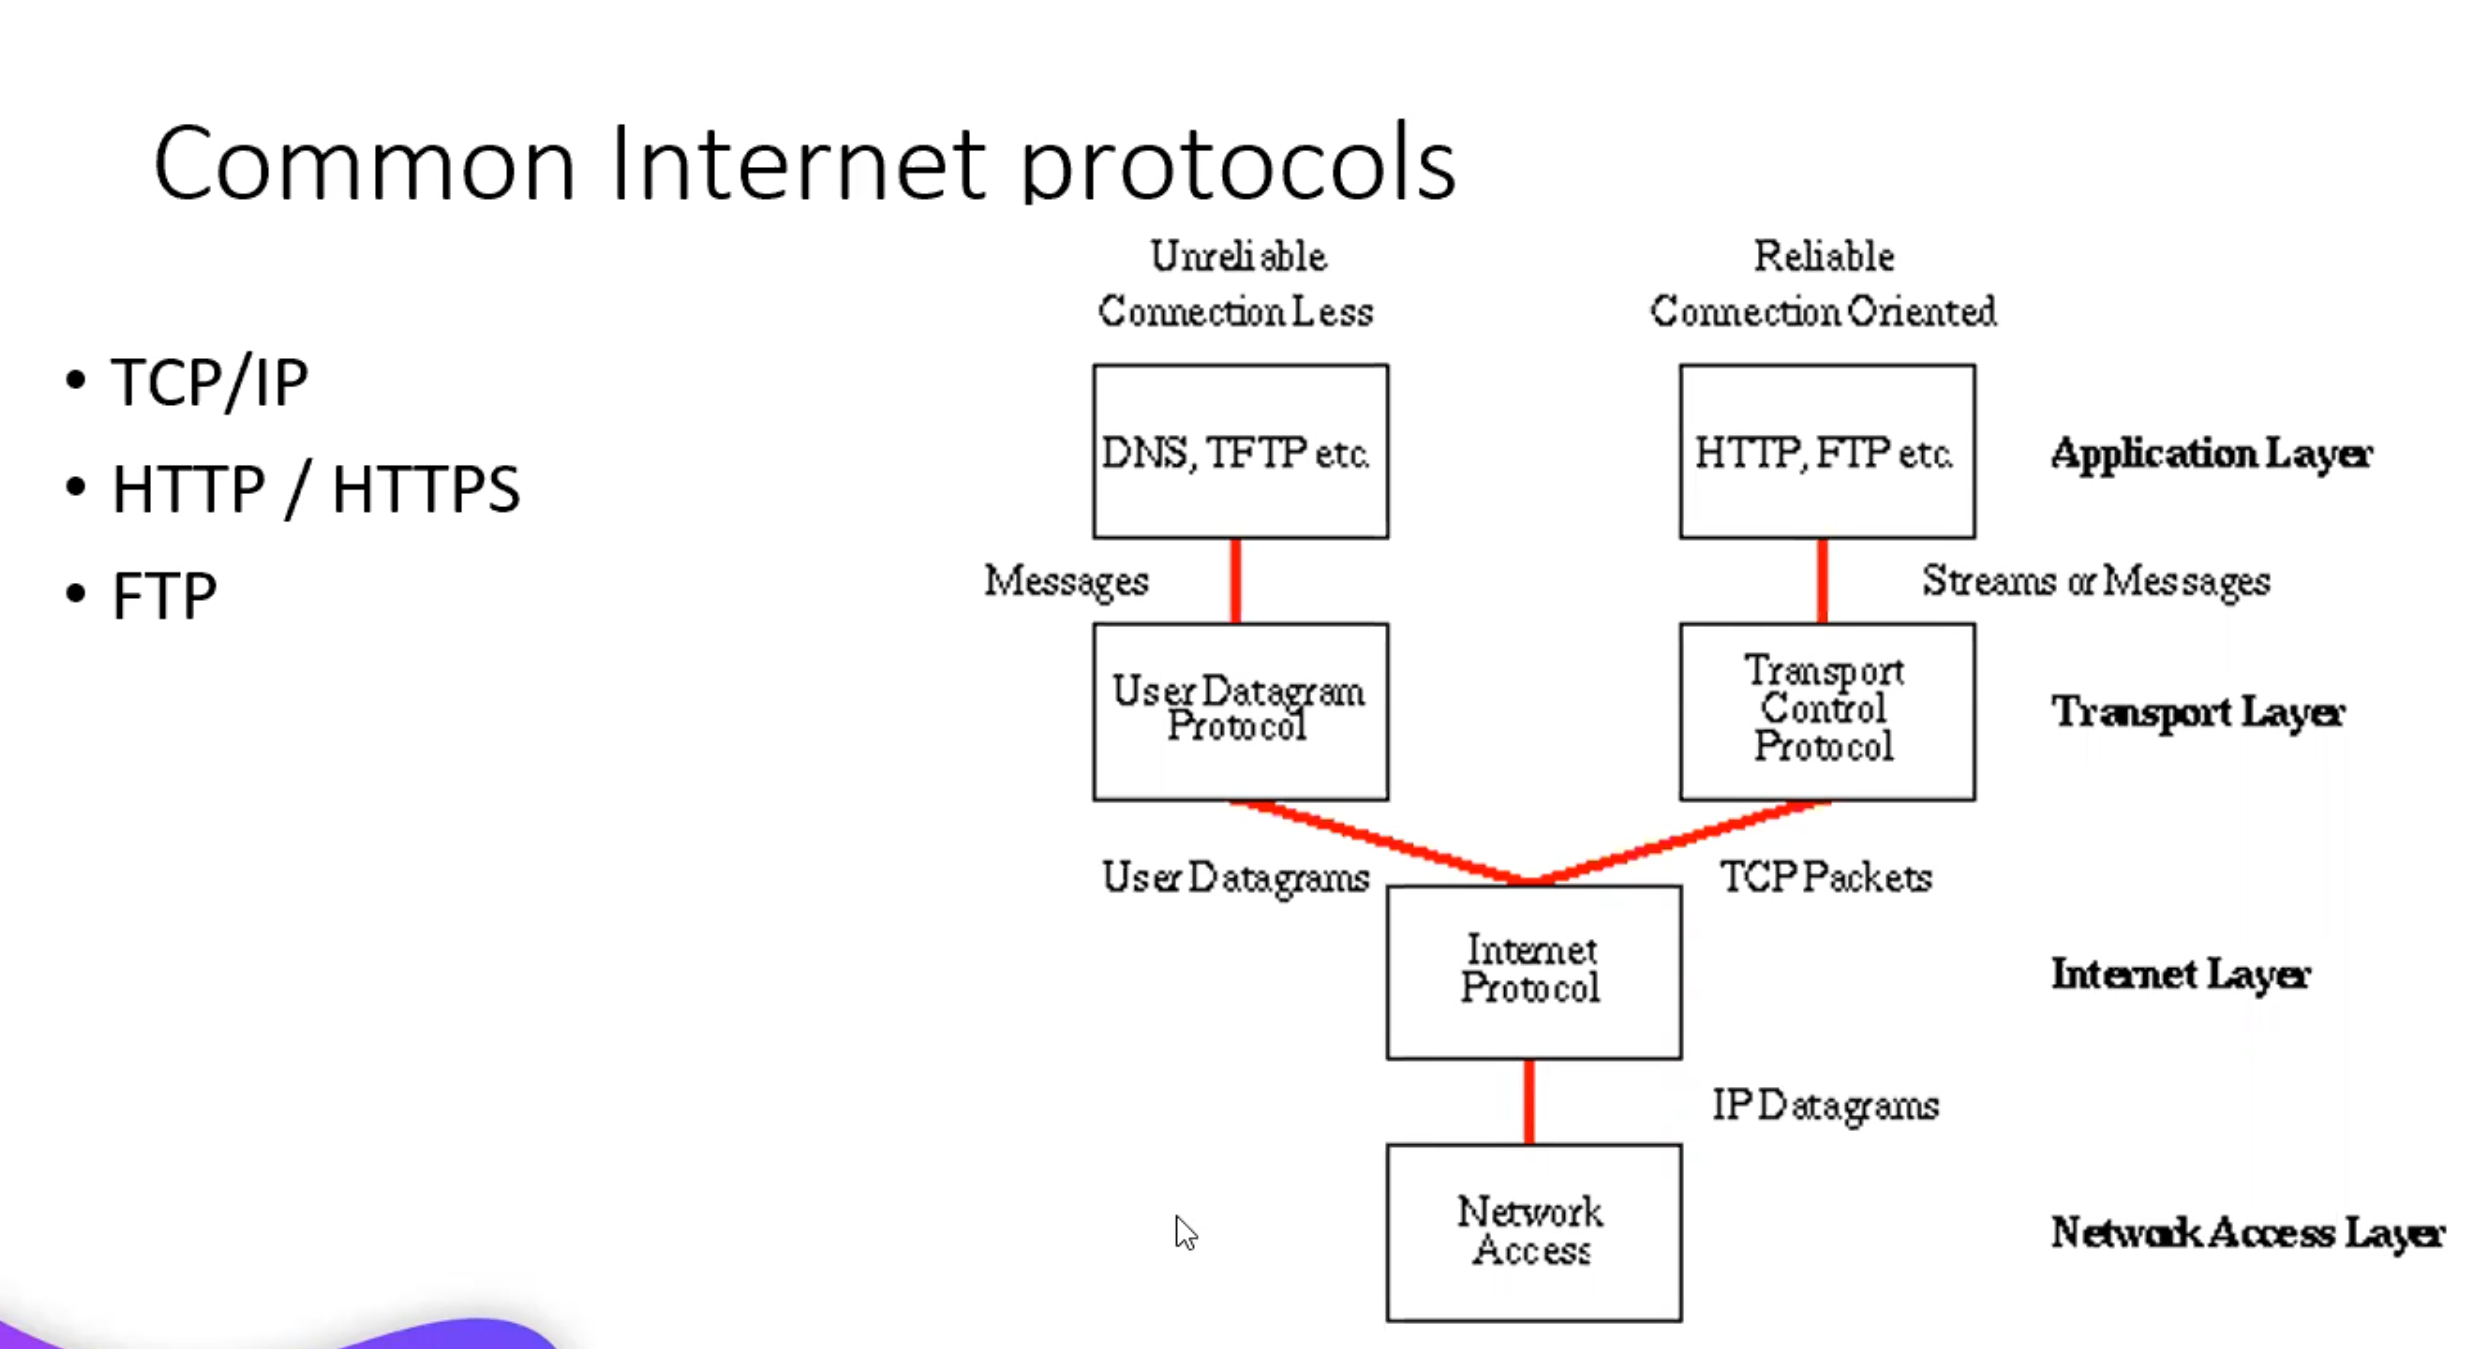 Common Internet protocols
• TCP/IP
• HTTP / HTTPS
• FTP
Unreliable
Connection Less
Reliable
Connection Oriented
DNS, TFTP etc.
HTTP, FTP etc.
Application Layer
Messages
Streams or Messages
User Datagram
Protocol
Transport
Control
Protocol
Transport Layer
User Datagrams
TCP Packets
Internet
Protocol
Internet Layer
IP Datagrams
Network
Access
Network Access Layer